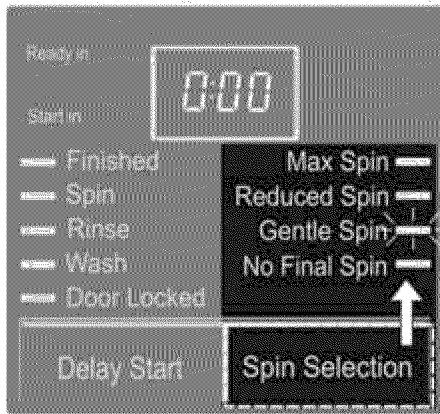 Ready in
0:00
Start in
Finished
Spin
Rinse
Wash
Door Locked
Max Spin
Reduced Spin
Gentle Spin
No Final Spin
Delay Start
Spin Selection